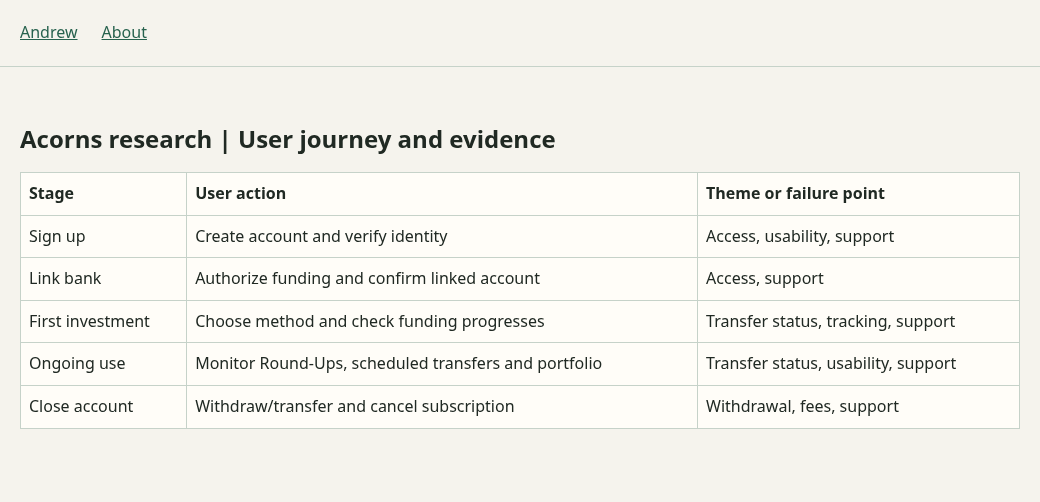 Andrew About
Acorns research | User journey and evidence
Stage User action Theme or failure point
Sign up Create account and verify identity Access, usability, support
Link bank Authorize funding and confirm linked account Access, support
First investment Choose method and check funding progresses Transfer status, tracking, support
Ongoing use Monitor Round-Ups, scheduled transfers and portfolio Transfer status, usability, support
Close account Withdraw/transfer and cancel subscription Withdrawal, fees, support